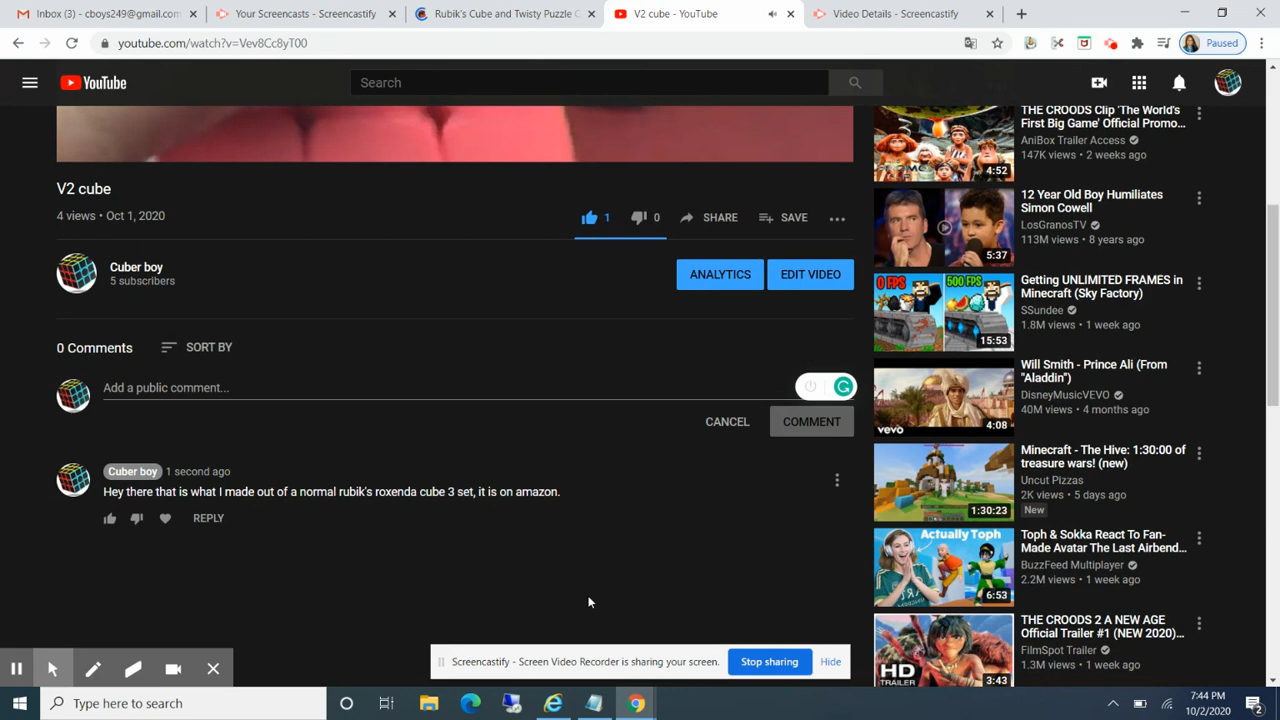 Inbox (3) - cboys249@gmail.com
Your Screencasts - Screencastify
Rubik's Cube and Twisty Puzzle C
V2 cube - YouTube
Video Details - Screencastify
youtube.com/watch?v=Vev8Cc8yT00
Paused
YouTube
Search
V2 cube
4 views • Oct 1, 2020
1
0
SHARE
SAVE
Cuber boy
5 subscribers
ANALYTICS
EDIT VIDEO
0 Comments
SORT BY
Add a public comment...
CANCEL
COMMENT
Cuber boy 1 second ago
Hey there that is what I made out of a normal rubik's roxenda cube 3 set, it is on amazon.
REPLY
THE CROODS Clip 'The World's
First Big Game' Official Promo...
AniBox Trailer Access
147K views • 2 weeks ago
4:52
12 Year Old Boy Humiliates
Simon Cowell
LosGranosTV
113M views • 8 years ago
5:37
Getting UNLIMITED FRAMES in
Minecraft (Sky Factory)
SSundee
1.8M views • 1 week ago
0 FPS
500 FPS
15:53
Will Smith - Prince Ali (From
"Aladdin")
DisneyMusicVEVO
40M views • 4 months ago
vevo
4:08
Minecraft - The Hive: 1:30:00 of
treasure wars! (new)
Uncut Pizzas
2K views • 5 days ago
New
1:30:23
Toph & Sokka React To Fan-
Made Avatar The Last Airbend...
BuzzFeed Multiplayer
2.2M views • 1 week ago
Actually Toph
6:53
THE CROODS 2 A NEW AGE
Official Trailer #1 (NEW 2020)...
FilmSpot Trailer
1.3M views • 1 week ago
HD
TRAILER
3:43
Screencastify - Screen Video Recorder is sharing your screen.
Stop sharing
Hide
Type here to search
7:44 PM
10/2/2020
2